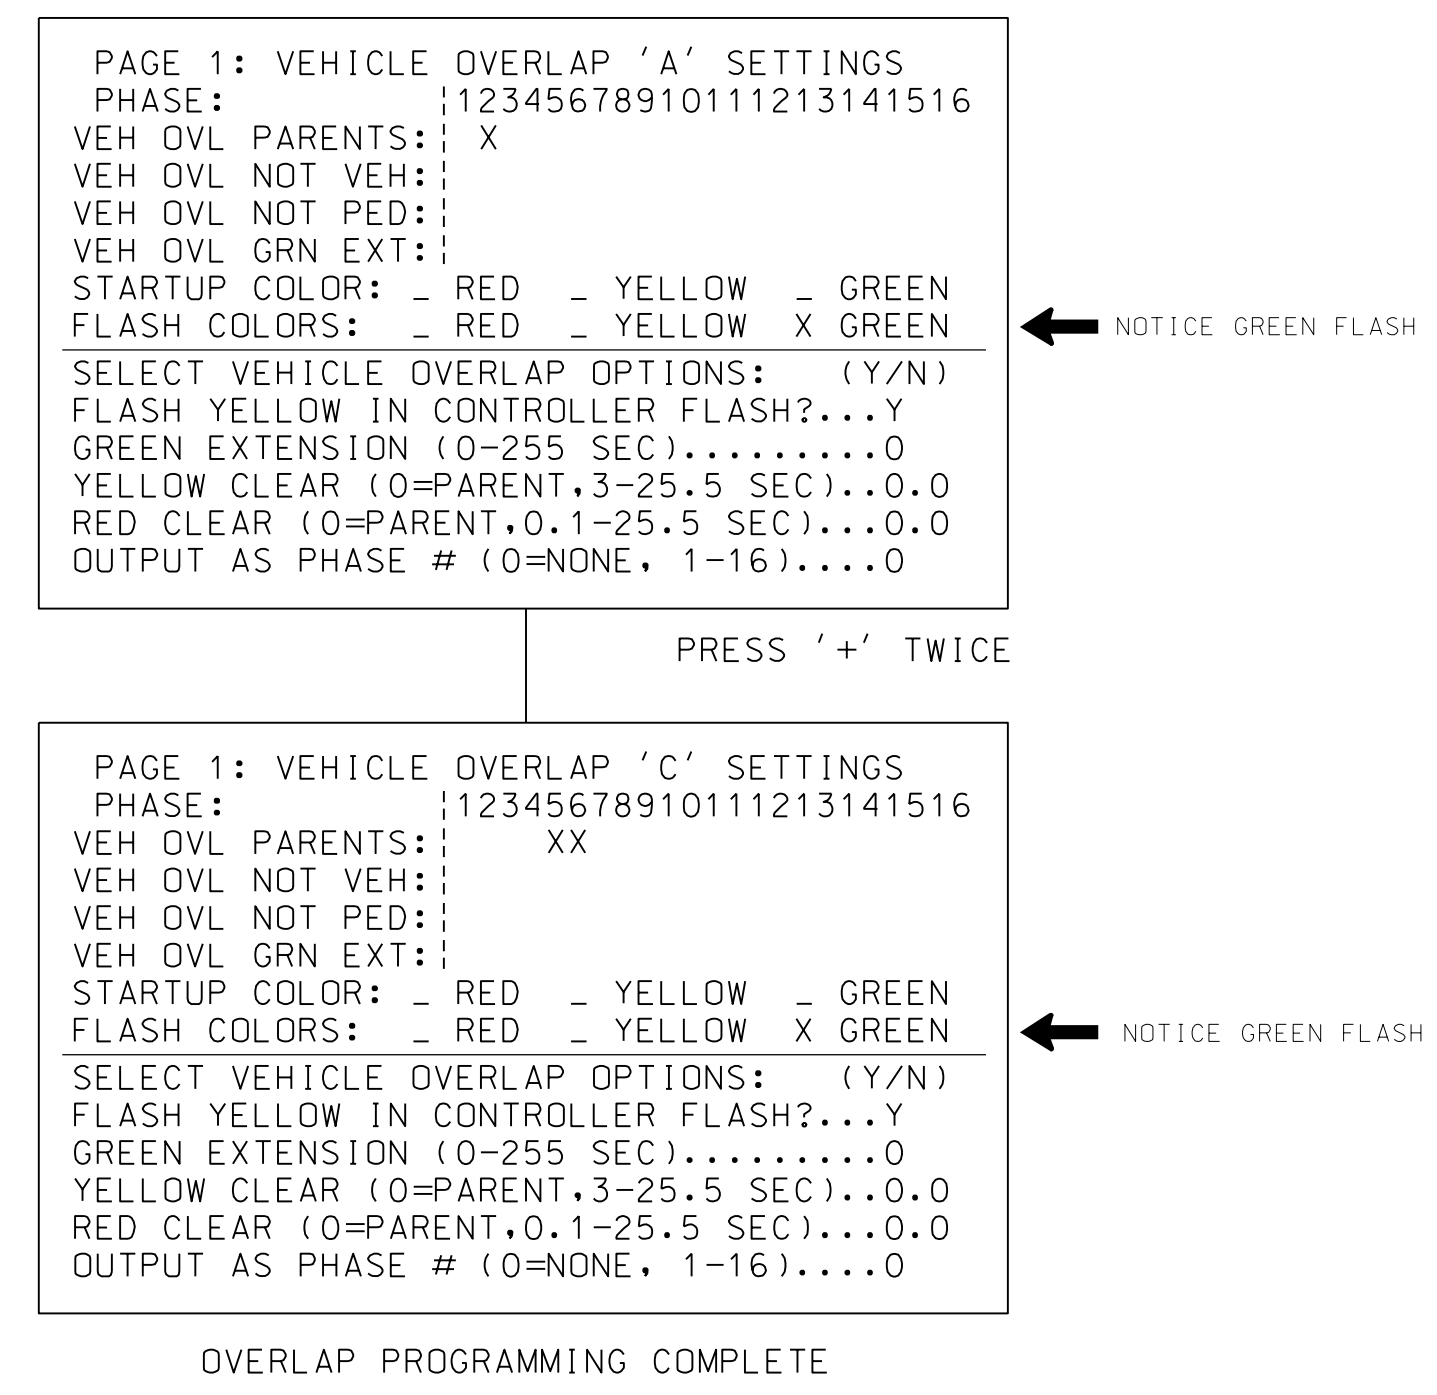 PAGE 1: VEHICLE OVERLAP 'A' SETTINGS
PHASE: ¦12345678910111213141516
VEH OVL PARENTS:¦ X
VEH OVL NOT VEH:¦
VEH OVL NOT PED:¦
VEH OVL GRN EXT:¦
STARTUP COLOR: _ RED _ YELLOW _ GREEN
FLASH COLORS: _ RED _ YELLOW X GREEN
NOTICE GREEN FLASH
SELECT VEHICLE OVERLAP OPTIONS: (Y/N)
FLASH YELLOW IN CONTROLLER FLASH?...Y
GREEN EXTENSION (0-255 SEC).........0
YELLOW CLEAR (0=PARENT,3-25.5 SEC)..0.0
RED CLEAR (0=PARENT,0.1-25.5 SEC)...0.0
OUTPUT AS PHASE # (0=NONE, 1-16)....0
PRESS '+' TWICE
PAGE 1: VEHICLE OVERLAP 'C' SETTINGS
PHASE: ¦12345678910111213141516
VEH OVL PARENTS:¦ XX
VEH OVL NOT VEH:¦
VEH OVL NOT PED:¦
VEH OVL GRN EXT:¦
STARTUP COLOR: _ RED _ YELLOW _ GREEN
FLASH COLORS: _ RED _ YELLOW X GREEN
NOTICE GREEN FLASH
SELECT VEHICLE OVERLAP OPTIONS: (Y/N)
FLASH YELLOW IN CONTROLLER FLASH?...Y
GREEN EXTENSION (0-255 SEC).........0
YELLOW CLEAR (0=PARENT,3-25.5 SEC)..0.0
RED CLEAR (0=PARENT,0.1-25.5 SEC)...0.0
OUTPUT AS PHASE # (0=NONE, 1-16)....0
OVERLAP PROGRAMMING COMPLETE